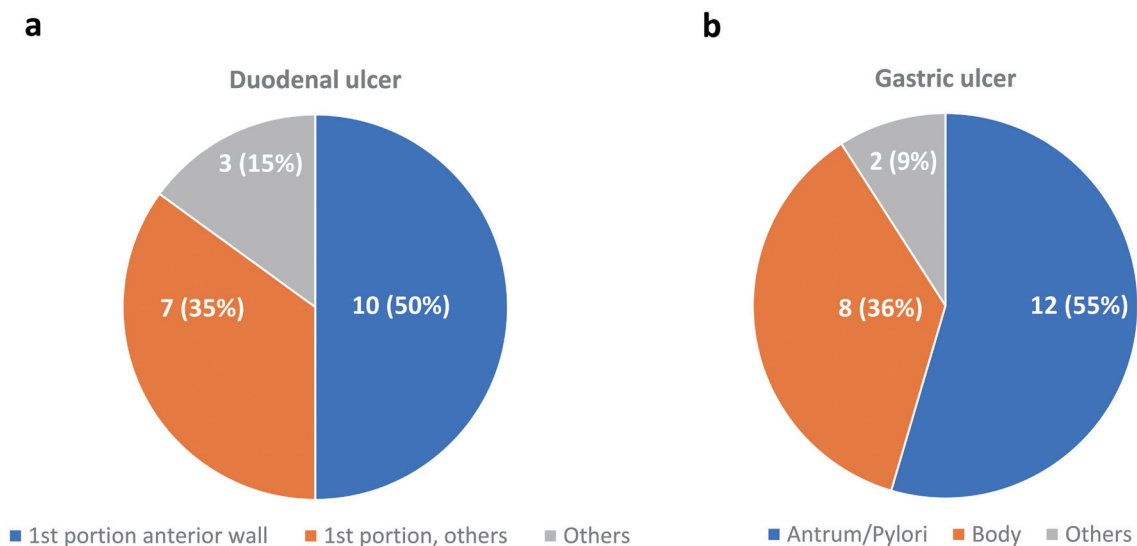 a
Duodenal ulcer
3 (15%)
7 (35%)
10 (50%)
1st portion anterior wall
1st portion, others
Others
b
Gastric ulcer
2 (9%)
8 (36%)
12 (55%)
Antrum/Pylori
Body
Others